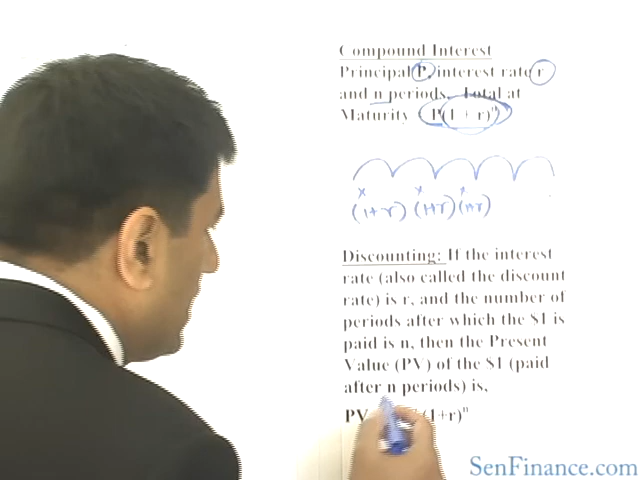 Compound Interest
Principal P, interest rate r
and n periods. Total at
Maturity P(1 + r)ⁿ
(1+r) (1+r) (1+r)
Discounting: If the interest
rate (also called the discount
rate) is r, and the number of
periods after which the $1 is
paid is n, then the Present
Value (PV) of the $1 (paid
after n periods) is,
PV (1+r)ⁿ
SenFinance.com